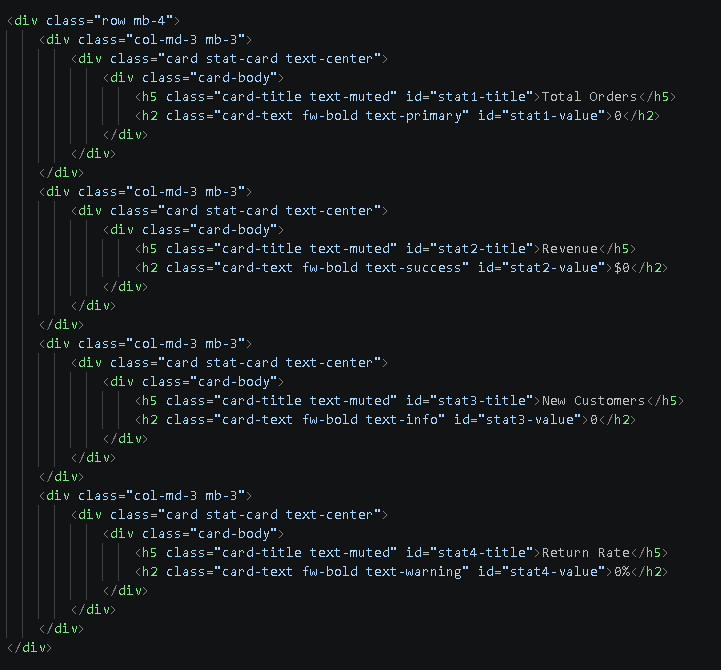 <div class="row mb-4">
    <div class="col-md-3 mb-3">
        <div class="card stat-card text-center">
            <div class="card-body">
                <h5 class="card-title text-muted" id="stat1-title">Total Orders</h5>
                <h2 class="card-text fw-bold text-primary" id="stat1-value">0</h2>
            </div>
        </div>
    </div>
    <div class="col-md-3 mb-3">
        <div class="card stat-card text-center">
            <div class="card-body">
                <h5 class="card-title text-muted" id="stat2-title">Revenue</h5>
                <h2 class="card-text fw-bold text-success" id="stat2-value">$0</h2>
            </div>
        </div>
    </div>
    <div class="col-md-3 mb-3">
        <div class="card stat-card text-center">
            <div class="card-body">
                <h5 class="card-title text-muted" id="stat3-title">New Customers</h5>
                <h2 class="card-text fw-bold text-info" id="stat3-value">0</h2>
            </div>
        </div>
    </div>
    <div class="col-md-3 mb-3">
        <div class="card stat-card text-center">
            <div class="card-body">
                <h5 class="card-title text-muted" id="stat4-title">Return Rate</h5>
                <h2 class="card-text fw-bold text-warning" id="stat4-value">0%</h2>
            </div>
        </div>
    </div>
</div>